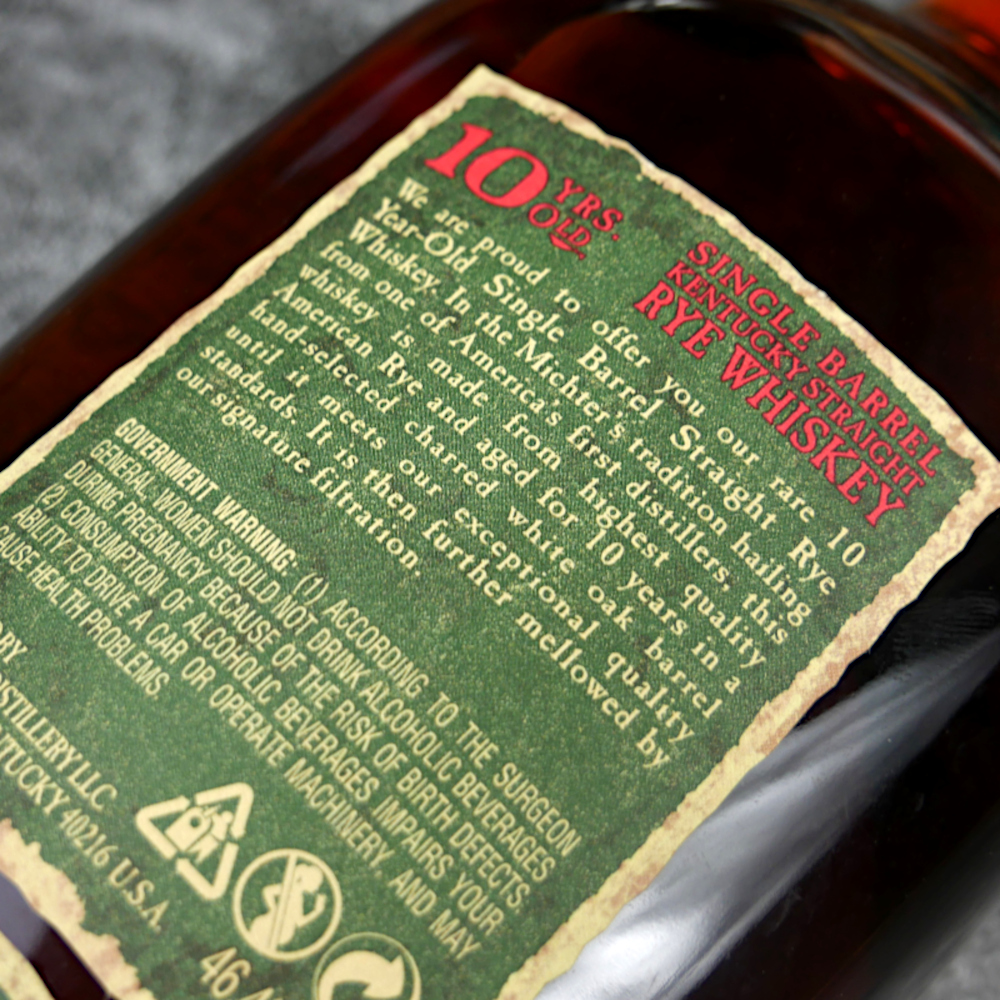 10 YRS. OLD
SINGLE BARREL
KENTUCKY STRAIGHT
RYE WHISKEY
We are proud to offer you our rare 10
Year-Old Single Barrel Straight Rye
Whiskey. In the Michter's tradition hailing
from one of America's first distillers, this
whiskey is made from highest quality
American Rye and aged for 10 years in a
hand-selected charred white oak barrel
until it meets our exceptional quality
standards. It is then further mellowed by
our signature filtration.
GOVERNMENT WARNING: (1) ACCORDING TO THE SURGEON
GENERAL, WOMEN SHOULD NOT DRINK ALCOHOLIC BEVERAGES
DURING PREGNANCY BECAUSE OF THE RISK OF BIRTH DEFECTS.
(2) CONSUMPTION OF ALCOHOLIC BEVERAGES IMPAIRS YOUR
ABILITY TO DRIVE A CAR OR OPERATE MACHINERY, AND MAY
AUSE HEALTH PROBLEMS.
BY
ISTILLERY LLC
TUCKY 40216 U.S.A.
46